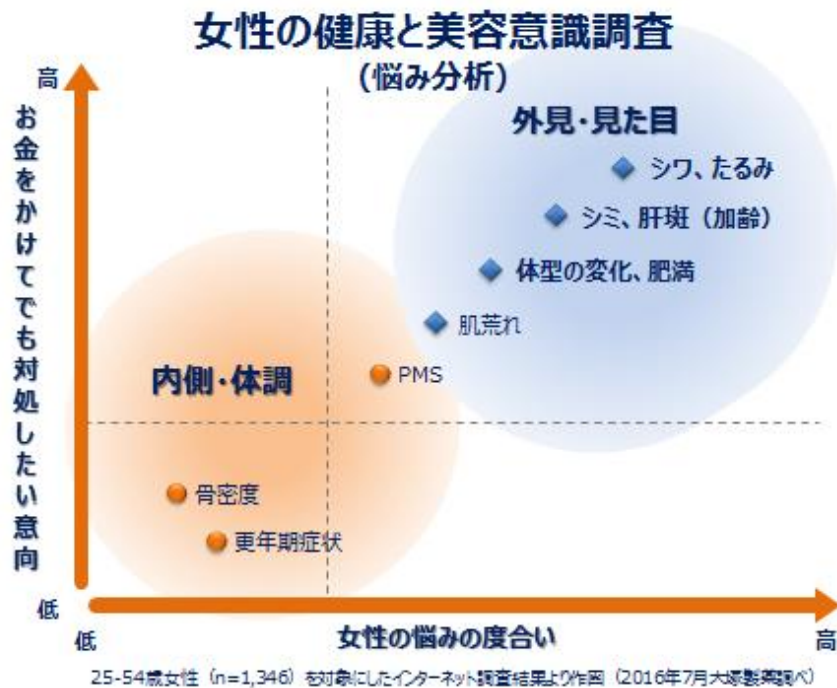 女性の健康と美容意識調査
(悩み分析)
高
お金をかけてでも対処したい意向
外見・見た目
シワ、たるみ
シミ、肝斑（加齢）
体型の変化、肥満
肌荒れ
内側・体調
PMS
骨密度
更年期症状
低
低
女性の悩みの度合い
高
25-54歳女性（n=1,346）を対象にしたインターネット調査結果より作図（2016年7月大塚製薬調べ）